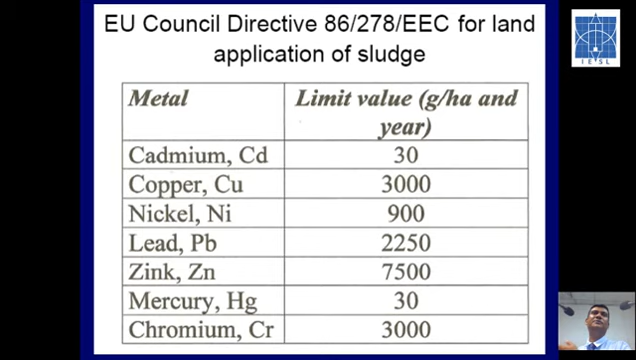 EU Council Directive 86/278/EEC for land
application of sludge
Metal Limit value (g/ha and
year)
Cadmium, Cd 30
Copper, Cu 3000
Nickel, Ni 900
Lead, Pb 2250
Zink, Zn 7500
Mercury, Hg 30
Chromium, Cr 3000
IESL